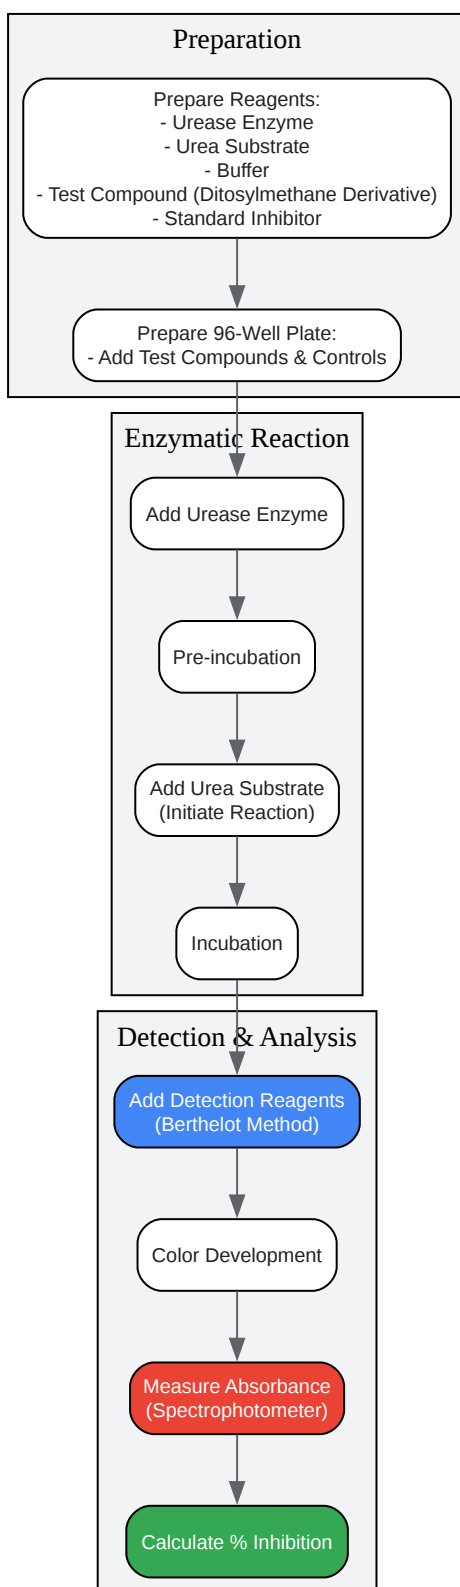 Preparation
Prepare Reagents:
- Urease Enzyme
- Urea Substrate
- Buffer
- Test Compound (Ditosylmethane Derivative)
- Standard Inhibitor
Prepare 96-Well Plate:
- Add Test Compounds & Controls
Enzymatic Reaction
Add Urease Enzyme
Pre-incubation
Add Urea Substrate
(Initiate Reaction)
Incubation
Detection & Analysis
Add Detection Reagents
(Berthelot Method)
Color Development
Measure Absorbance
(Spectrophotometer)
Calculate % Inhibition